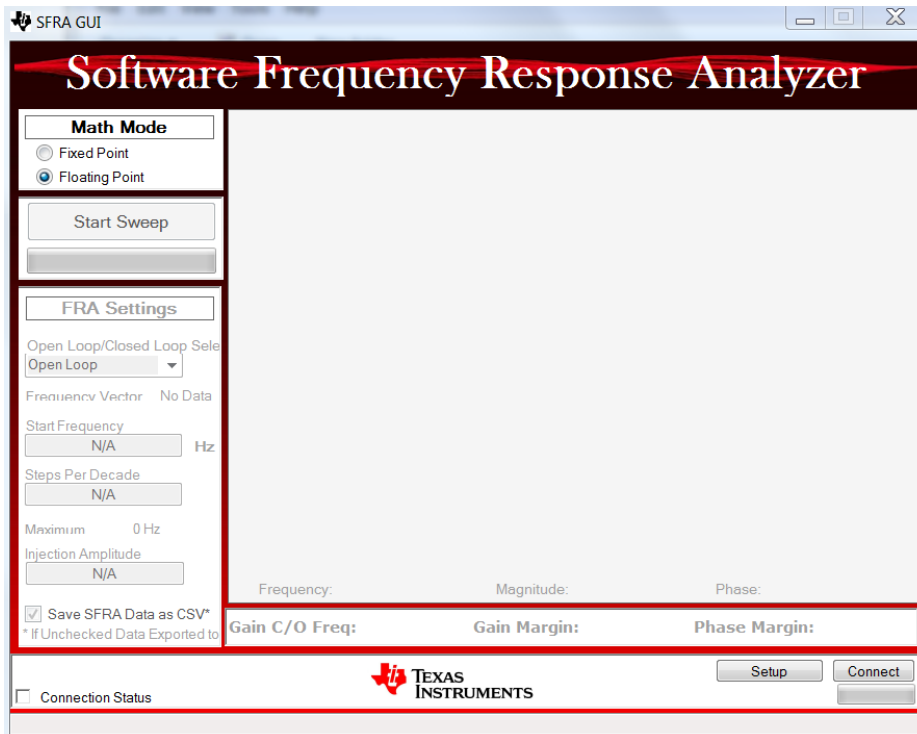 SFRA GUI
Software Frequency Response Analyzer
Math Mode
Fixed Point
Floating Point
Start Sweep
FRA Settings
Open Loop/Closed Loop Sele
Open Loop
Frequency Vector No Data
Start Frequency
N/A Hz
Steps Per Decade
N/A
Maximum 0 Hz
Injection Amplitude
N/A
Save SFRA Data as CSV*
* If Unchecked Data Exported to
Frequency: Magnitude: Phase:
Gain C/O Freq: Gain Margin: Phase Margin:
Connection Status
TEXAS
INSTRUMENTS
Setup Connect